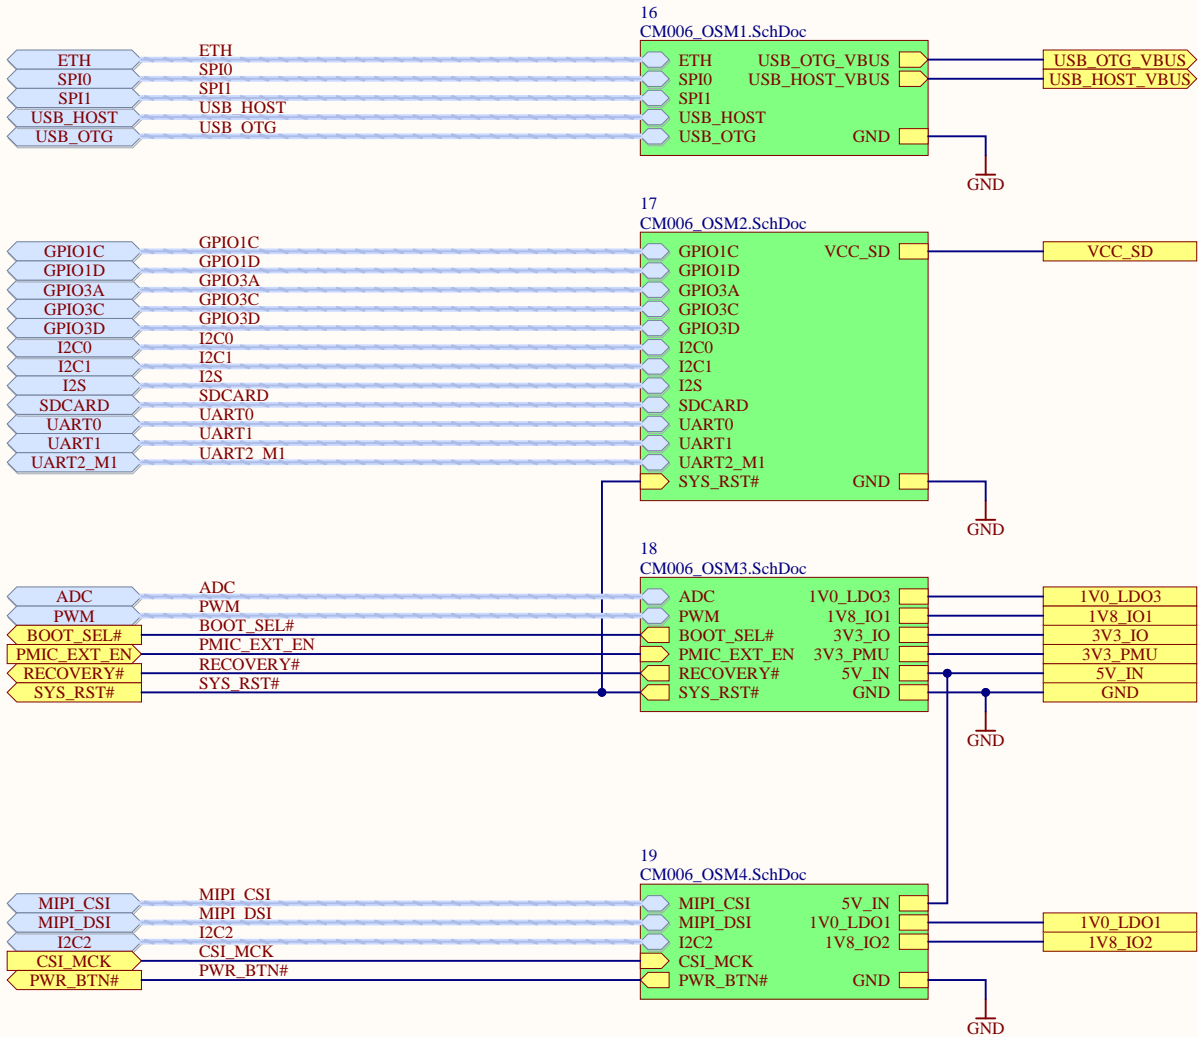 16
CM006_OSM1.SchDoc
ETH ETH ETH USB_OTG_VBUS USB_OTG_VBUS
SPI0 SPI0 SPI0 USB_HOST_VBUS USB_HOST_VBUS
SPI1 SPI1 SPI1
USB_HOST USB_HOST USB_HOST
USB_OTG USB_OTG USB_OTG GND
GND
17
CM006_OSM2.SchDoc
GPIO1C GPIO1C GPIO1C VCC_SD VCC_SD
GPIO1D GPIO1D GPIO1D
GPIO3A GPIO3A GPIO3A
GPIO3C GPIO3C GPIO3C
GPIO3D GPIO3D GPIO3D
I2C0 I2C0 I2C0
I2C1 I2C1 I2C1
I2S I2S I2S
SDCARD SDCARD SDCARD
UART0 UART0 UART0
UART1 UART1 UART1
UART2_M1 UART2_M1 UART2_M1
SYS_RST# GND
GND
18
CM006_OSM3.SchDoc
ADC ADC ADC 1V0_LDO3 1V0_LDO3
PWM PWM PWM 1V8_IO1 1V8_IO1
BOOT_SEL# BOOT_SEL# BOOT_SEL# 3V3_IO 3V3_IO
PMIC_EXT_EN PMIC_EXT_EN PMIC_EXT_EN 3V3_PMU 3V3_PMU
RECOVERY# RECOVERY# RECOVERY# 5V_IN 5V_IN
SYS_RST# SYS_RST# SYS_RST# GND GND
GND
19
CM006_OSM4.SchDoc
MIPI_CSI MIPI_CSI MIPI_CSI 5V_IN
MIPI_DSI MIPI_DSI MIPI_DSI 1V0_LDO1 1V0_LDO1
I2C2 I2C2 I2C2 1V8_IO2 1V8_IO2
CSI_MCK CSI_MCK CSI_MCK
PWR_BTN# PWR_BTN# PWR_BTN# GND
GND